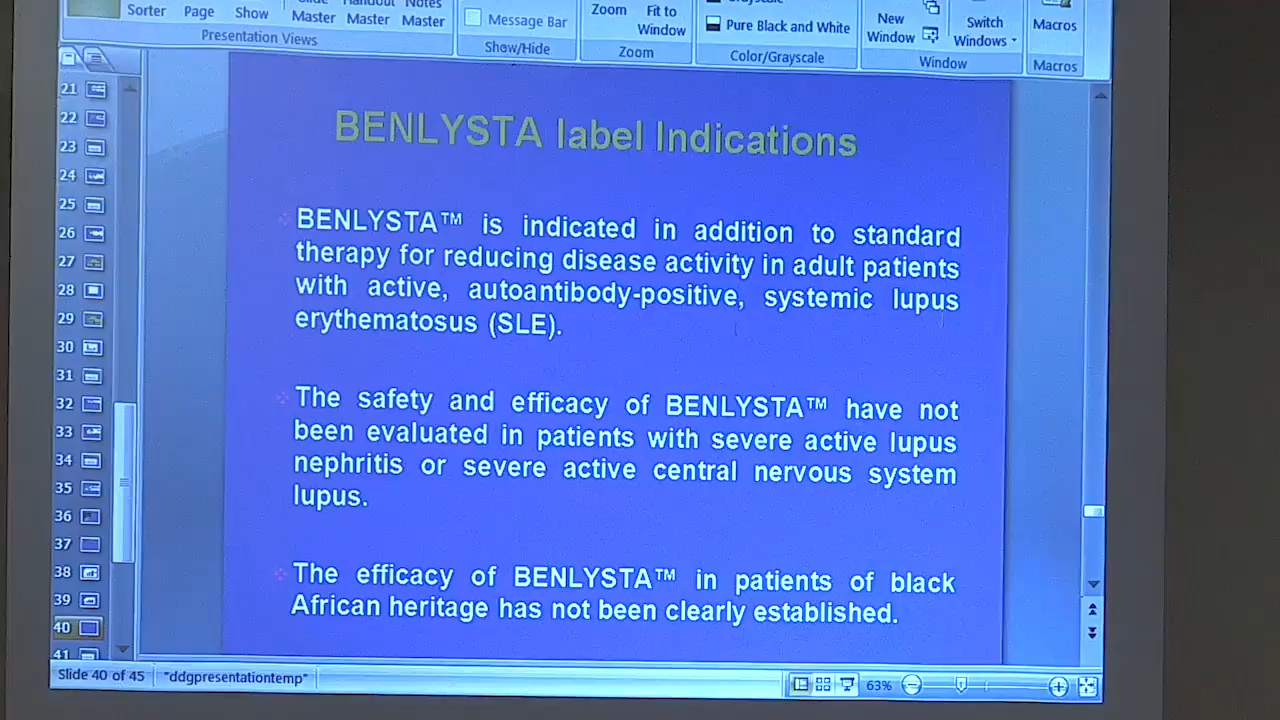 Sorter Page Show
Master Master Master
Presentation Views
Message Bar
Show/Hide
Zoom
Fit to
Window
Zoom
Pure Black and White
Color/Grayscale
New
Window
Switch
Windows
Window
Macros
Macros
BENLYSTA label Indications
BENLYSTA™ is indicated in addition to standard
therapy for reducing disease activity in adult patients
with active, autoantibody-positive, systemic lupus
erythematosus (SLE).
The safety and efficacy of BENLYSTA™ have not
been evaluated in patients with severe active lupus
nephritis or severe active central nervous system
lupus.
The efficacy of BENLYSTA™ in patients of black
African heritage has not been clearly established.
21
22
23
24
25
26
27
28
29
30
31
32
33
34
35
36
37
38
39
40
41
Slide 40 of 45 "ddgpresentationtemp" 63%